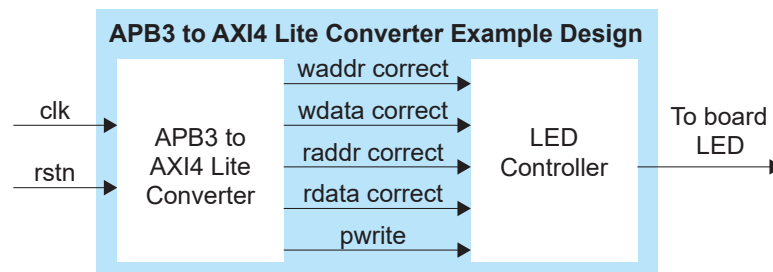 APB3 to AXI4 Lite Converter Example Design
clk
rstn
APB3 to
AXI4 Lite
Converter
waddr correct
wdata correct
raddr correct
rdata correct
pwrite
LED
Controller
To board
LED